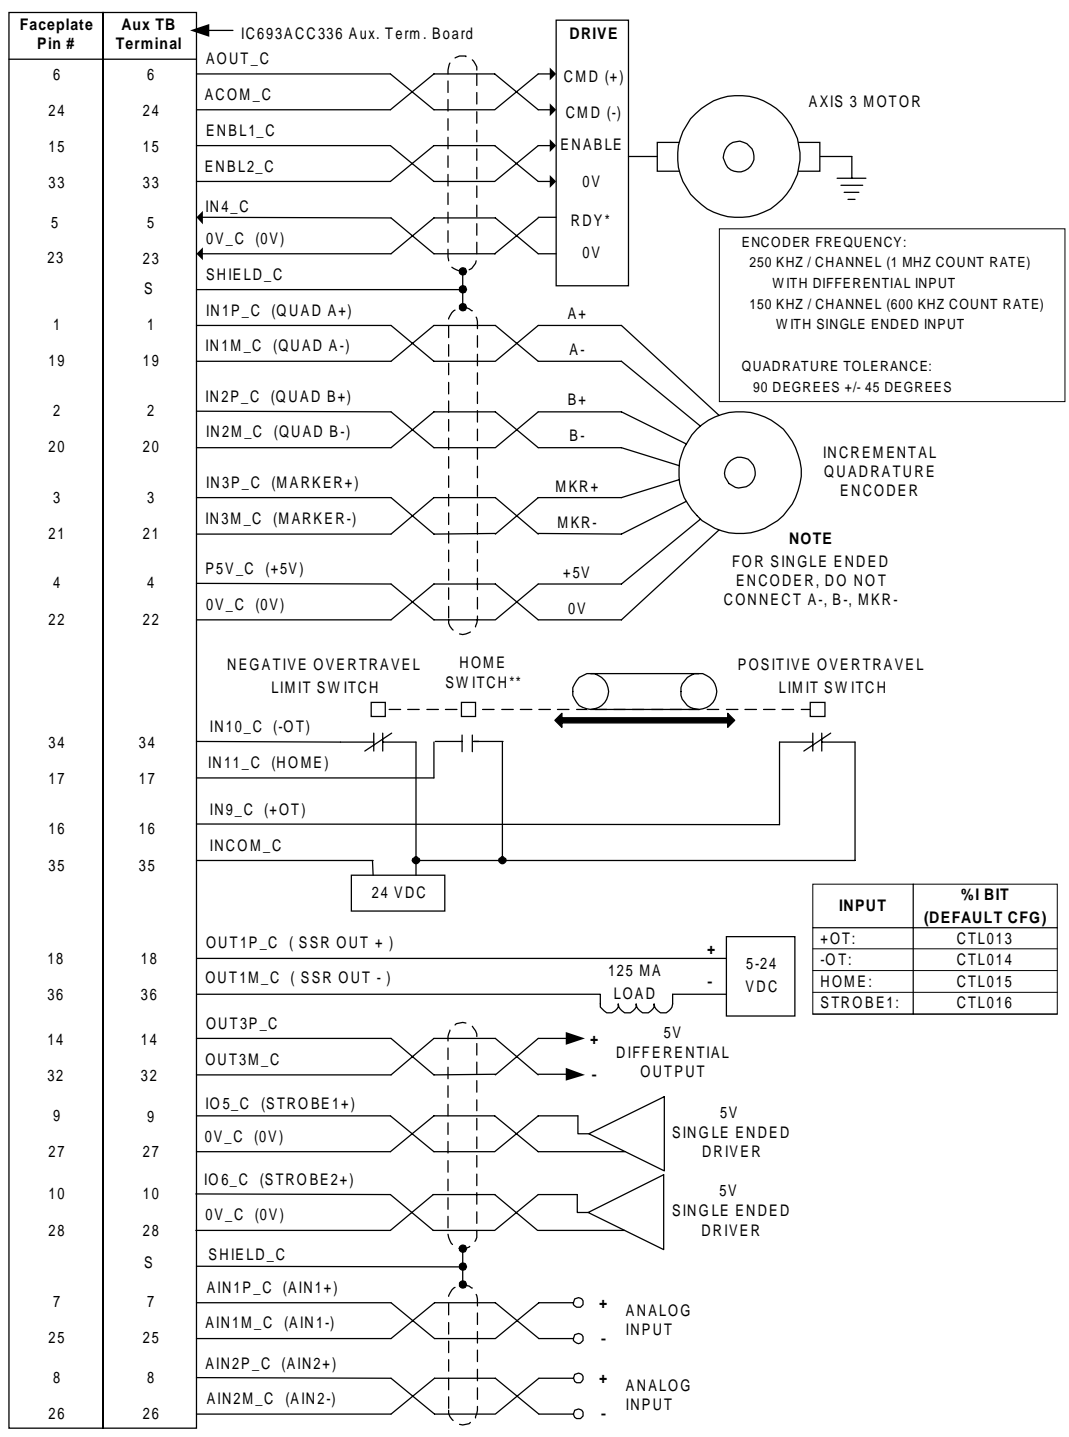 Faceplate Pin # Aux TB Terminal
IC693ACC336 Aux. Term. Board
DRIVE
6 6 AOUT_C CMD (+)
24 24 ACOM_C CMD (-)
15 15 ENBL1_C ENABLE
33 33 ENBL2_C 0V
5 5 IN4_C RDY*
23 23 0V_C (0V) 0V
S SHIELD_C
AXIS 3 MOTOR
ENCODER FREQUENCY:
250 KHZ / CHANNEL (1 MHZ COUNT RATE)
WITH DIFFERENTIAL INPUT
150 KHZ / CHANNEL (600 KHZ COUNT RATE)
WITH SINGLE ENDED INPUT
QUADRATURE TOLERANCE:
90 DEGREES +/- 45 DEGREES
1 1 IN1P_C (QUAD A+) A+
19 19 IN1M_C (QUAD A-) A-
2 2 IN2P_C (QUAD B+) B+
20 20 IN2M_C (QUAD B-) B-
3 3 IN3P_C (MARKER+) MKR+
21 21 IN3M_C (MARKER-) MKR-
4 4 P5V_C (+5V) +5V
22 22 0V_C (0V) 0V
INCREMENTAL
QUADRATURE
ENCODER
NOTE
FOR SINGLE ENDED
ENCODER, DO NOT
CONNECT A-, B-, MKR-
NEGATIVE OVERTRAVEL
LIMIT SWITCH
HOME
SWITCH**
POSITIVE OVERTRAVEL
LIMIT SWITCH
34 34 IN10_C (-OT)
17 17 IN11_C (HOME)
16 16 IN9_C (+OT)
35 35 INCOM_C
24 VDC
INPUT %I BIT (DEFAULT CFG)
+OT: CTL013
-OT: CTL014
HOME: CTL015
STROBE1: CTL016
18 18 OUT1P_C ( SSR OUT + ) +
36 36 OUT1M_C ( SSR OUT - ) -
125 MA
LOAD
5-24
VDC
14 14 OUT3P_C +
32 32 OUT3M_C -
5V
DIFFERENTIAL
OUTPUT
9 9 IO5_C (STROBE1+)
27 27 0V_C (0V)
5V
SINGLE ENDED
DRIVER
10 10 IO6_C (STROBE2+)
28 28 0V_C (0V)
5V
SINGLE ENDED
DRIVER
S SHIELD_C
7 7 AIN1P_C (AIN1+) +
25 25 AIN1M_C (AIN1-) -
ANALOG
INPUT
8 8 AIN2P_C (AIN2+) +
26 26 AIN2M_C (AIN2-) -
ANALOG
INPUT